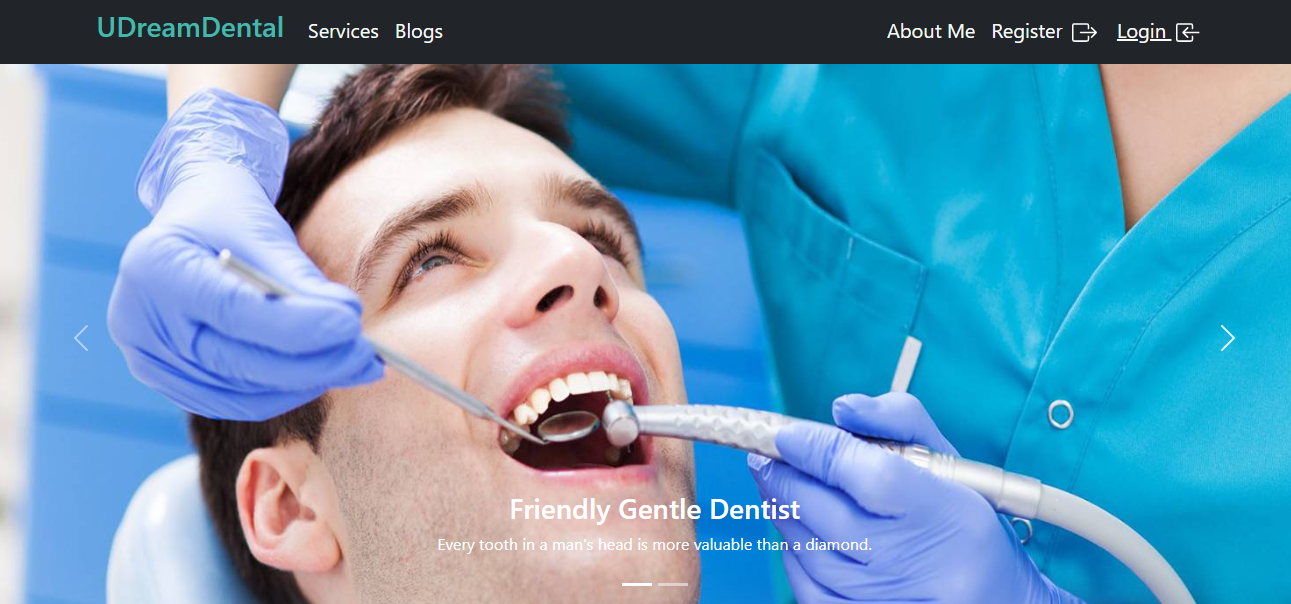 UDreamDental Services Blogs About Me Register Login
Friendly Gentle Dentist
Every tooth in a man's head is more valuable than a diamond.